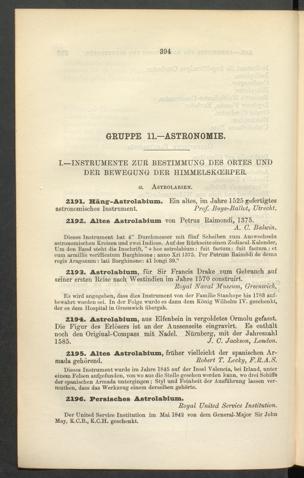 394
GRUPPE 11.—ASTRONOMIE.
I.—INSTRUMENTE ZUR BESTIMMUNG DES ORTES UND
DER BEWEGUNG DER HIMMELSKŒRPER.
a. ASTROLABIEN.
2191. Häng-Astrolabium. Ein altes, im Jahre 1525 gefertigtes
astronomisches Instrument. Prof. Buys-Ballot, Utrecht.
2192. Altes Astrolabium von Petrus Raimondi, 1375.
A. C. Baldwin.
Dieses Instrument hat 4" Durchmesser mit fünf Scheiben zum Auswechseln
astronomischen Kreisen und zwei Indices. Auf der Rückseite einen Zodiacal Kalender,
Um den Rand steht die Inschrift, " + hoc astrolabium : fuit : factum : et
cum armillis verificatum Barghinone : anno Xri 1375. Per Petrum Raimbdi de domo
regis Aragonum : lati Barghinone : 41 longi 39."
2193. Astrolabium, für Sir Francis Drake zum Gebrauch auf
seiner ersten Reise nach Westindien im Jahre 1570 construirt.
Royal Naval Museum, Greenwich.
Es wird angegeben, dass dies Instrument von der Familie Stanhope bis 1783 auf-
bewahrt worden sei. In der Folge wurde es dann dem König Wilhelm IV. geschenkt,
der es dem Hospital in Greenwich übergab.
2194. Astrolabium, aus Elfenbein in vergoldetes Ormolu gefasst.
Die Figur des Erlösers ist an der Aussenseite eingravirt. Es enthält
noch den Original-Compass mit Nadel. Nürnberg, mit der Jahreszahl
1585. J. C. Jackson, London.
2195. Altes Astrolabium, früher vielleicht der spanischen Ar-
mada gehörend. Robert T. Lecky, F.R.A.S.
Dieses Instrument wurde im Jahre 1845 auf der Insel Valencia, bei Irland, unter
einem Felsen aufgefunden, von wo aus die Stelle gesehen werden kann, wo drei Schiffe
der spanischen Armada untergingen; Styl und Feinheit der Ausführung lassen ver-
muthen, dass das Werkzeug einem derselben gehörte.
2196. Persisches Astrolabium.
Royal United Service Institution.
Der United Service Institution im Mai 1842 von dem General-Major Sir John
May, K.C.B., K.C.H. geschenkt.